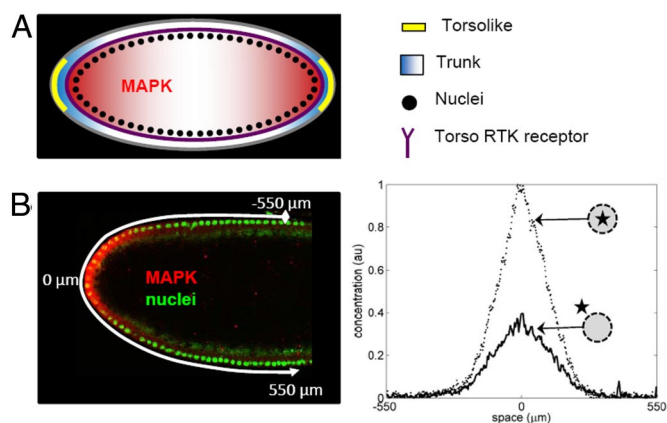 A
MAPK
Torsolike
Trunk
Nuclei
Torso RTK receptor
B
-550 μm
0 μm
MAPK
nuclei
550 μm
concentration (au)
1
0.8
0.6
0.4
0.2
0
-550
0
550
space (μm)